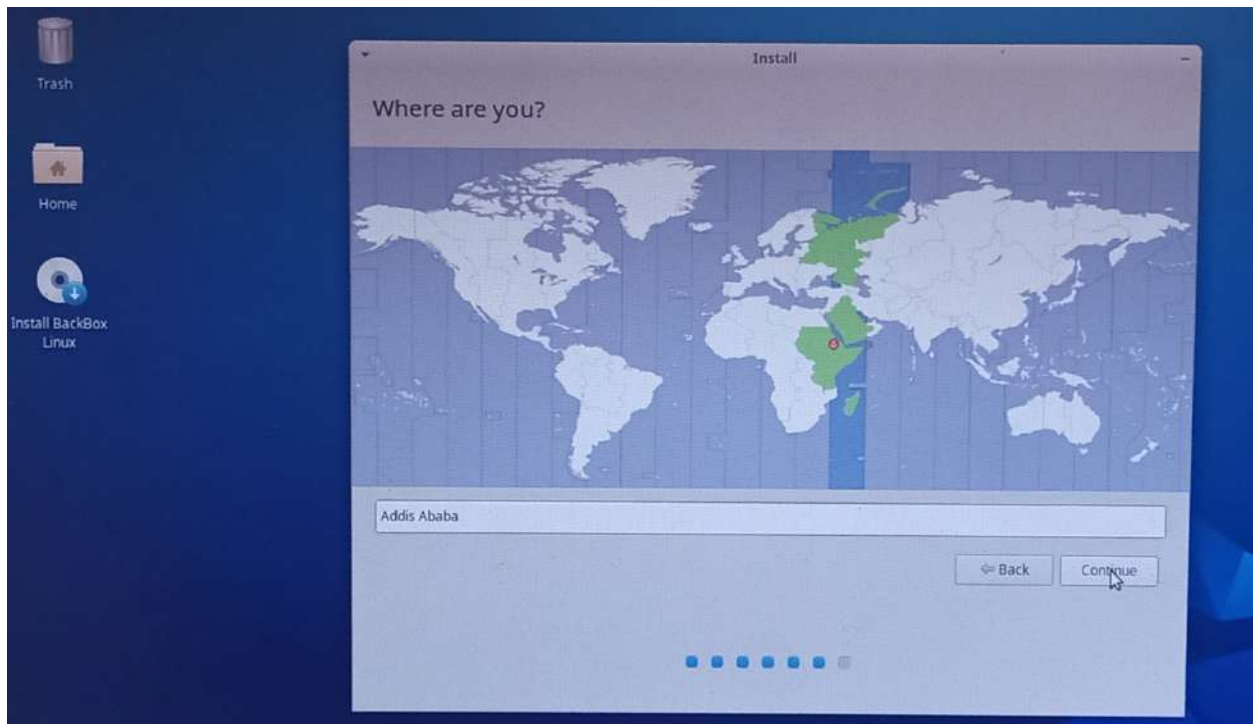 Trash
Home
Install BackBox
Linux
Install
Where are you?
Addis Ababa
Back
Continue